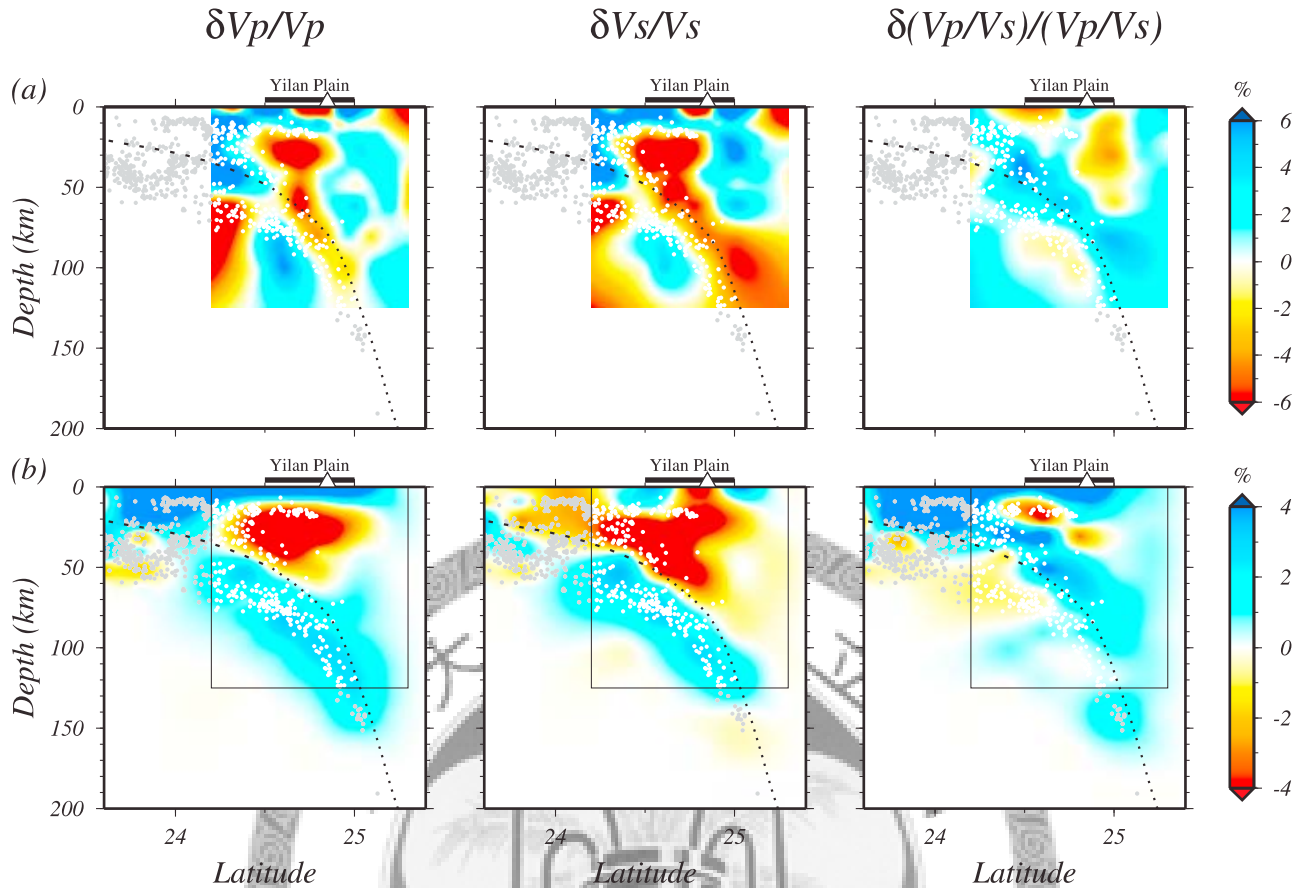 δVp/Vp δVs/Vs δ(Vp/Vs)/(Vp/Vs)
(a) Yilan Plain Yilan Plain Yilan Plain %
0 6
50 4
2
100 0
-2
150 -4
200 -6
Depth (km)
(b) Yilan Plain Yilan Plain Yilan Plain %
0 4
50 2
100 0
150 -2
200 -4
Depth (km)
24 25 24 25 24 25
Latitude Latitude Latitude